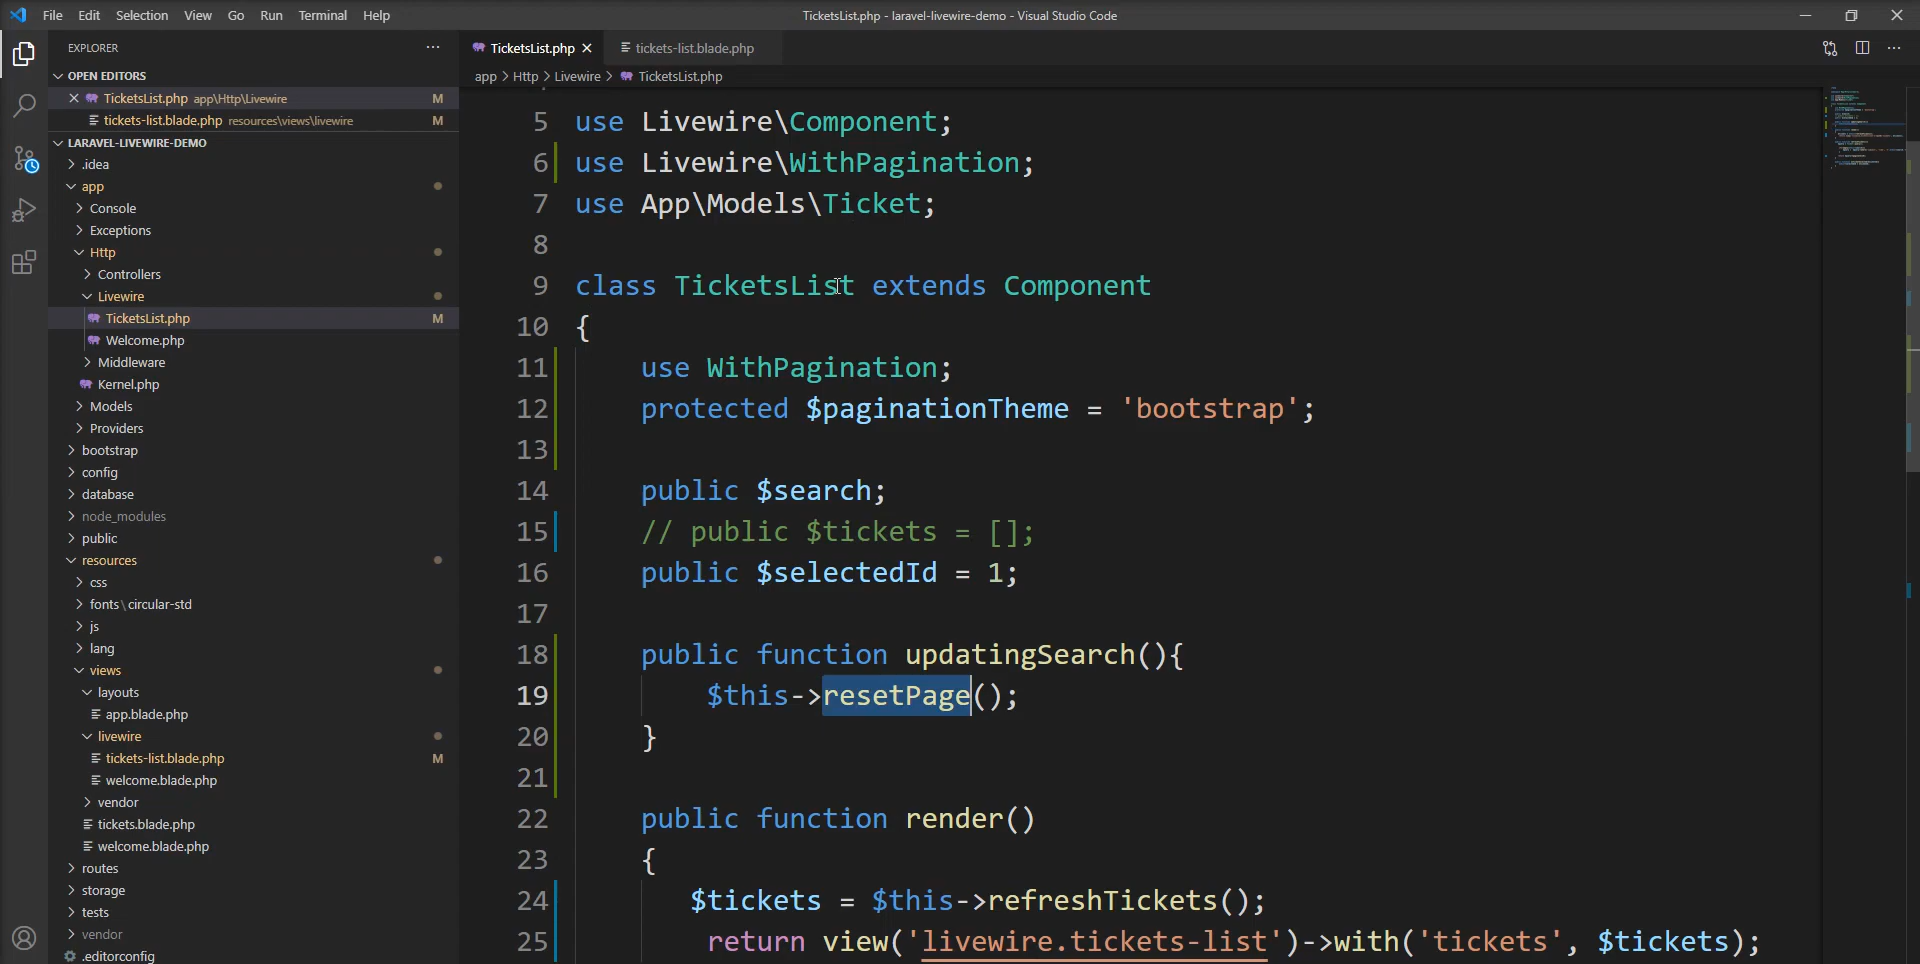 File Edit Selection View Go Run Terminal Help
TicketsList.php - laravel-livewire-demo - Visual Studio Code
EXPLORER
OPEN EDITORS
TicketsList.php app\Http\Livewire M
tickets-list.blade.php resources\views\livewire M
LARAVEL-LIVEWIRE-DEMO
.idea
app
Console
Exceptions
Http
Controllers
Livewire
TicketsList.php M
Welcome.php
Middleware
Kernel.php
Models
Providers
bootstrap
config
database
node_modules
public
resources
css
fonts\circular-std
js
lang
views
layouts
app.blade.php
livewire
tickets-list.blade.php M
welcome.blade.php
vendor
tickets.blade.php
welcome.blade.php
routes
storage
tests
vendor
.editorconfig
TicketsList.php
tickets-list.blade.php
app > Http > Livewire > TicketsList.php
5 use Livewire\Component;
6 use Livewire\WithPagination;
7 use App\Models\Ticket;
8
9 class TicketsList extends Component
10 {
11 use WithPagination;
12 protected $paginationTheme = 'bootstrap';
13
14 public $search;
15 // public $tickets = [];
16 public $selectedId = 1;
17
18 public function updatingSearch(){
19 $this->resetPage();
20 }
21
22 public function render()
23 {
24 $tickets = $this->refreshTickets();
25 return view('livewire.tickets-list')->with('tickets', $tickets);